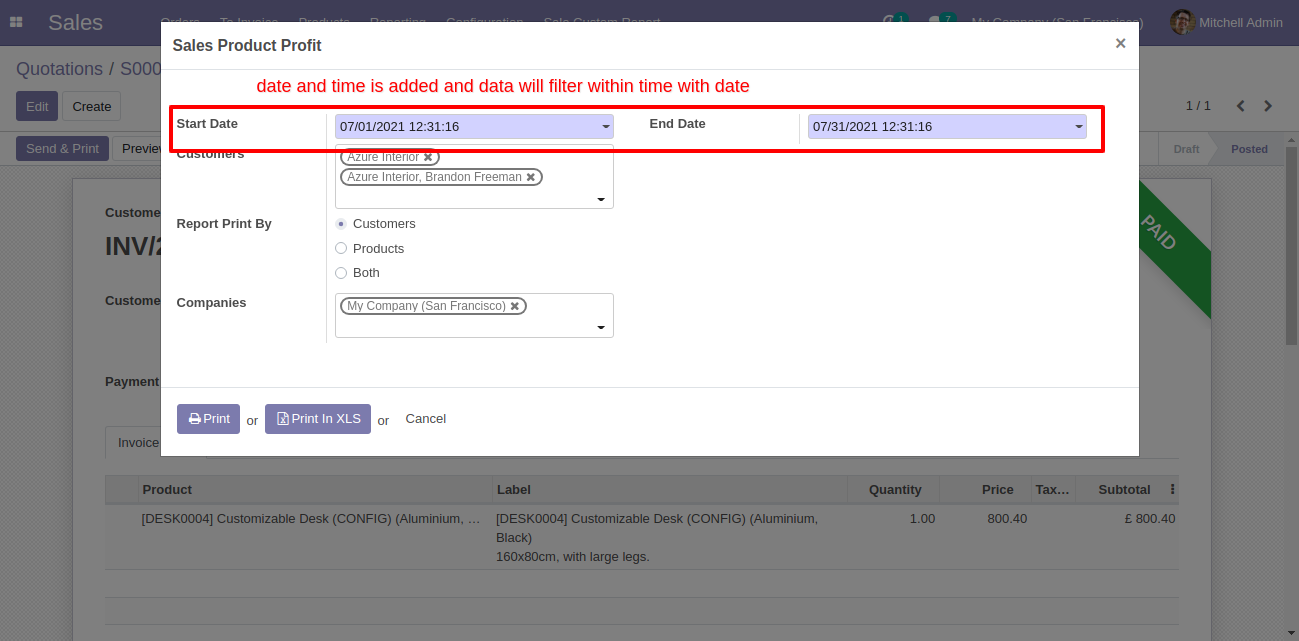 Sales
Orders To Invoice Products Reporting Configuration Sale Custom Report 1 7 My Company (San Francisco) Mitchell Admin
Sales Product Profit ×
Quotations / S000
date and time is added and data will filter within time with date
Edit Create
1 / 1
Start Date 07/01/2021 12:31:16 End Date 07/31/2021 12:31:16
Send & Print
Draft Posted
Customers Azure Interior
Azure Interior, Brandon Freeman
Report Print By Customers
Products
Both
Companies My Company (San Francisco)
PAID
INV/
Payment
Print or Print In XLS or Cancel
Invoice
Product Label Quantity Price Tax… Subtotal
[DESK0004] Customizable Desk (CONFIG) (Aluminium, … [DESK0004] Customizable Desk (CONFIG) (Aluminium, 1.00 800.40 £ 800.40
Black)
160x80cm, with large legs.